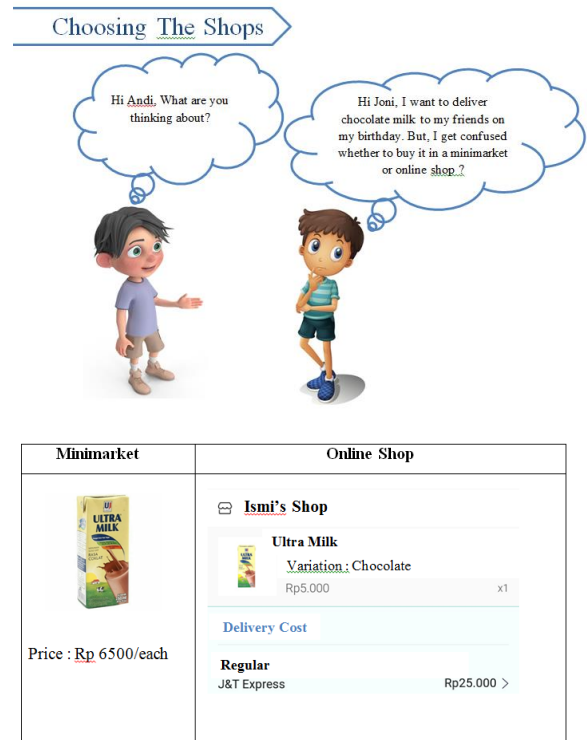 Choosing The Shops
Hi Andi, What are you
thinking about?
Hi Joni, I want to deliver
chocolate milk to my friends on
my birthday. But, I get confused
whether to buy it in a minimarket
or online shop ?
Minimarket
Online Shop
ULTRA
MILK
Price : Rp 6500/each
Ismi's Shop
Ultra Milk
Variation : Chocolate
Rp5.000
x1
Delivery Cost
Regular
J&T Express
Rp25.000 >